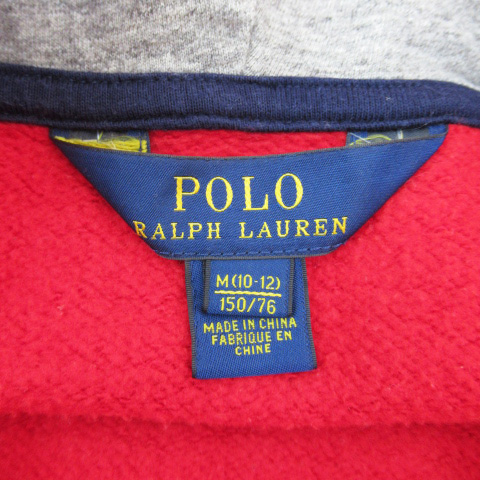 POLO
RALPH LAUREN
M(10-12)
150/76
MADE IN CHINA
FABRIQUE EN
CHINE